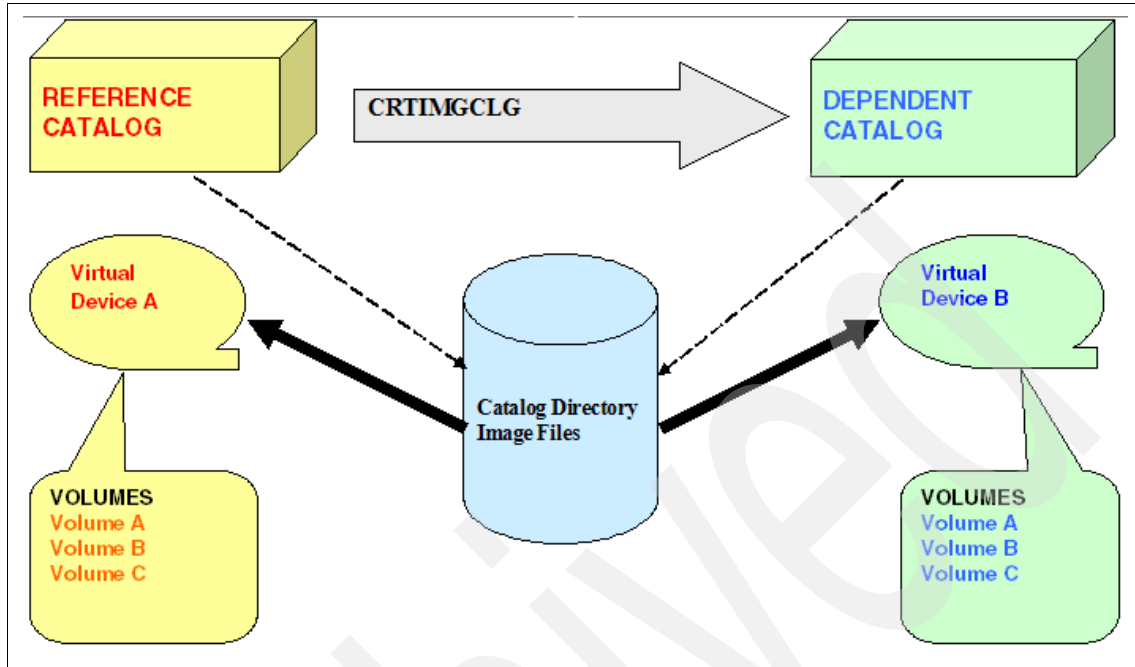 REFERENCE
CATALOG
CRTIMGCLG
DEPENDENT
CATALOG
Virtual
Device A
Virtual
Device B
Catalog Directory
Image Files
VOLUMES
Volume A
Volume B
Volume C
VOLUMES
Volume A
Volume B
Volume C